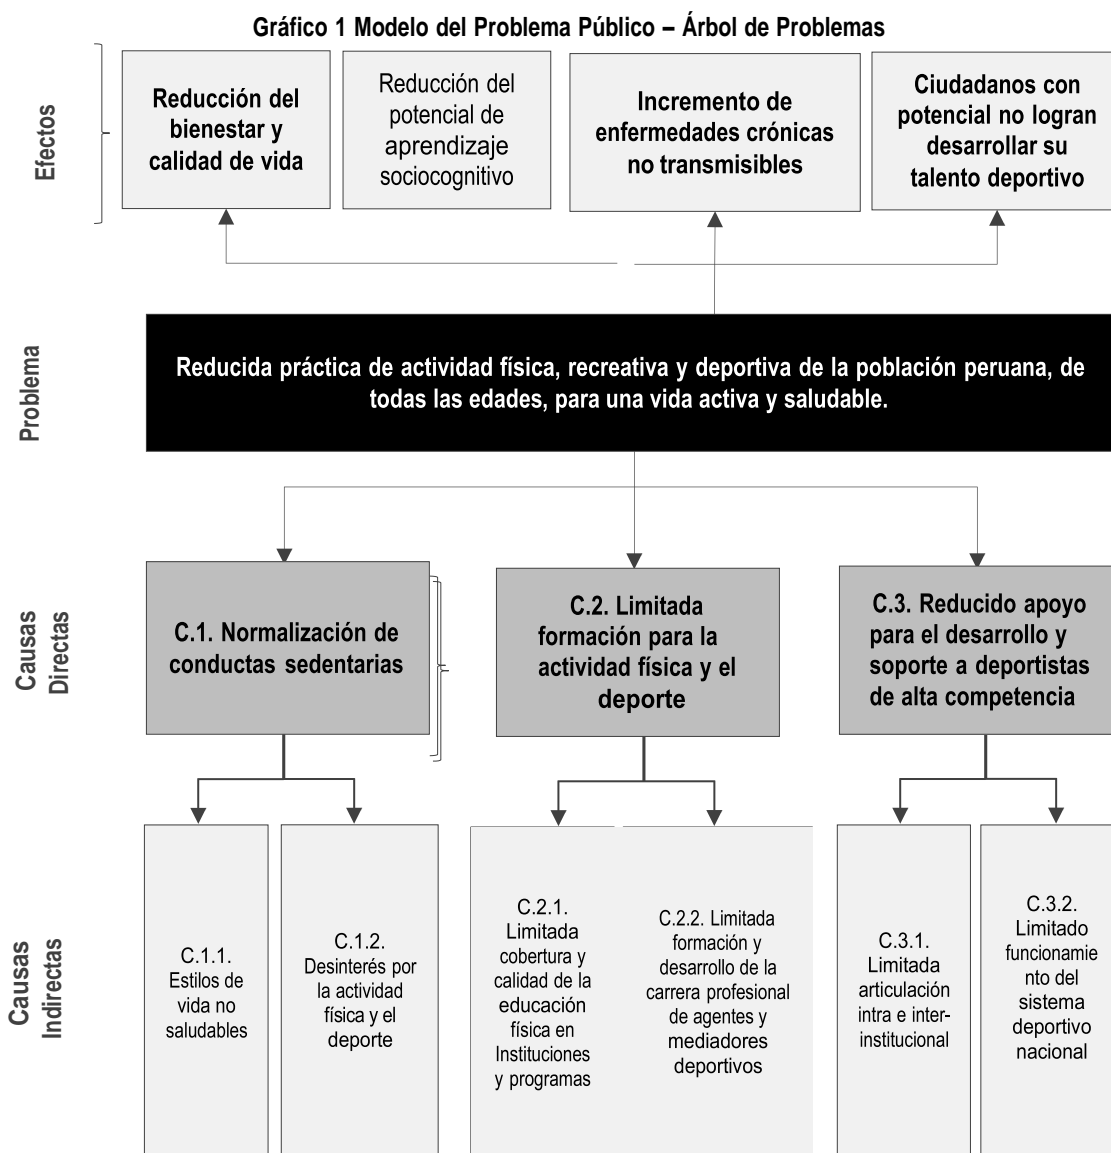 Gráfico 1 Modelo del Problema Público – Árbol de Problemas
Efectos
Reducción del
bienestar y
calidad de vida
Reducción del
potencial de
aprendizaje
sociocognitivo
Incremento de
enfermedades crónicas
no transmisibles
Ciudadanos con
potencial no logran
desarrollar su
talento deportivo
Problema
Reducida práctica de actividad física, recreativa y deportiva de la población peruana, de
todas las edades, para una vida activa y saludable.
Causas
Directas
C.1. Normalización de
conductas sedentarias
C.2. Limitada
formación para la
actividad física y el
deporte
C.3. Reducido apoyo
para el desarrollo y
soporte a deportistas
de alta competencia
Causas
Indirectas
C.1.1.
Estilos de
vida no
saludables
C.1.2.
Desinterés por
la actividad
física y el
deporte
C.2.1.
Limitada
cobertura y
calidad de la
educación
física en
Instituciones
y programas
C.2.2. Limitada
formación y
desarrollo de la
carrera profesional
de agentes y
mediadores
deportivos
C.3.1.
Limitada
articulación
intra e inter-
institucional
C.3.2.
Limitado
funcionamie
nto del
sistema
deportivo
nacional